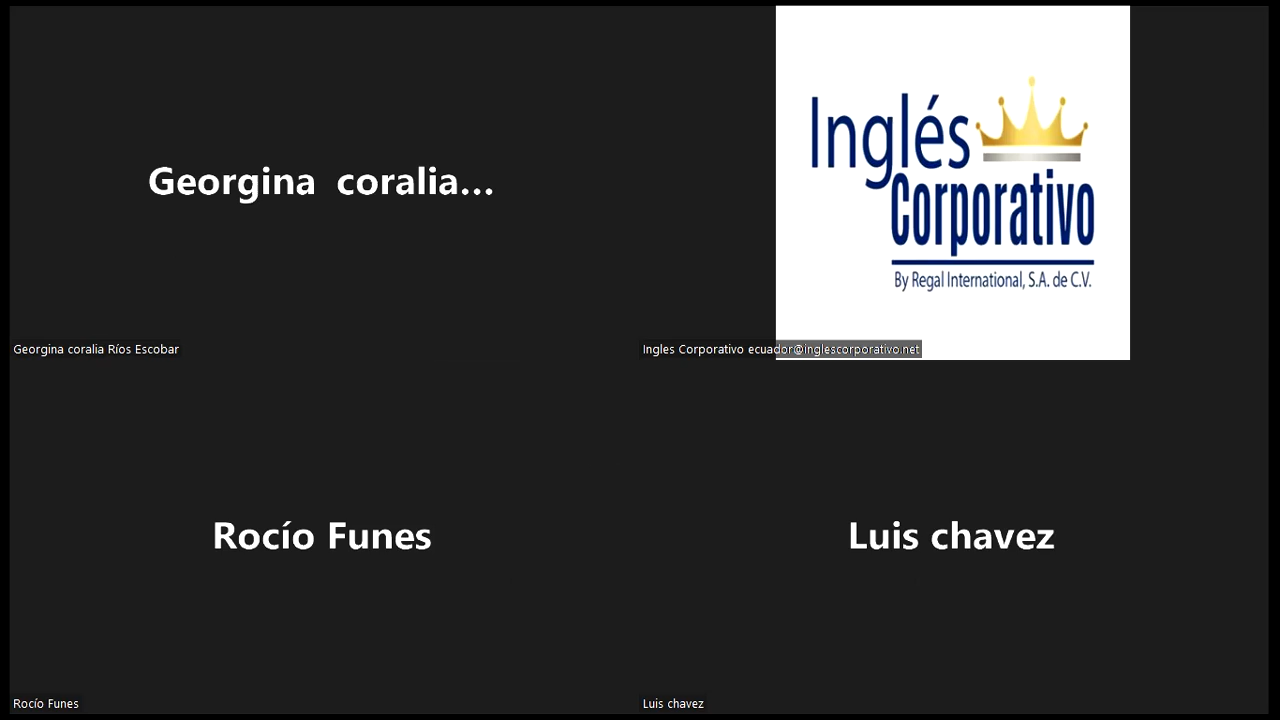 Georgina coralia...
Georgina coralia Ríos Escobar
Inglés
Corporativo
By Regal International, S.A. de C.V.
Ingles Corporativo ecuador@inglescorporativo.net
Rocío Funes
Rocío Funes
Luis chavez
Luis chavez